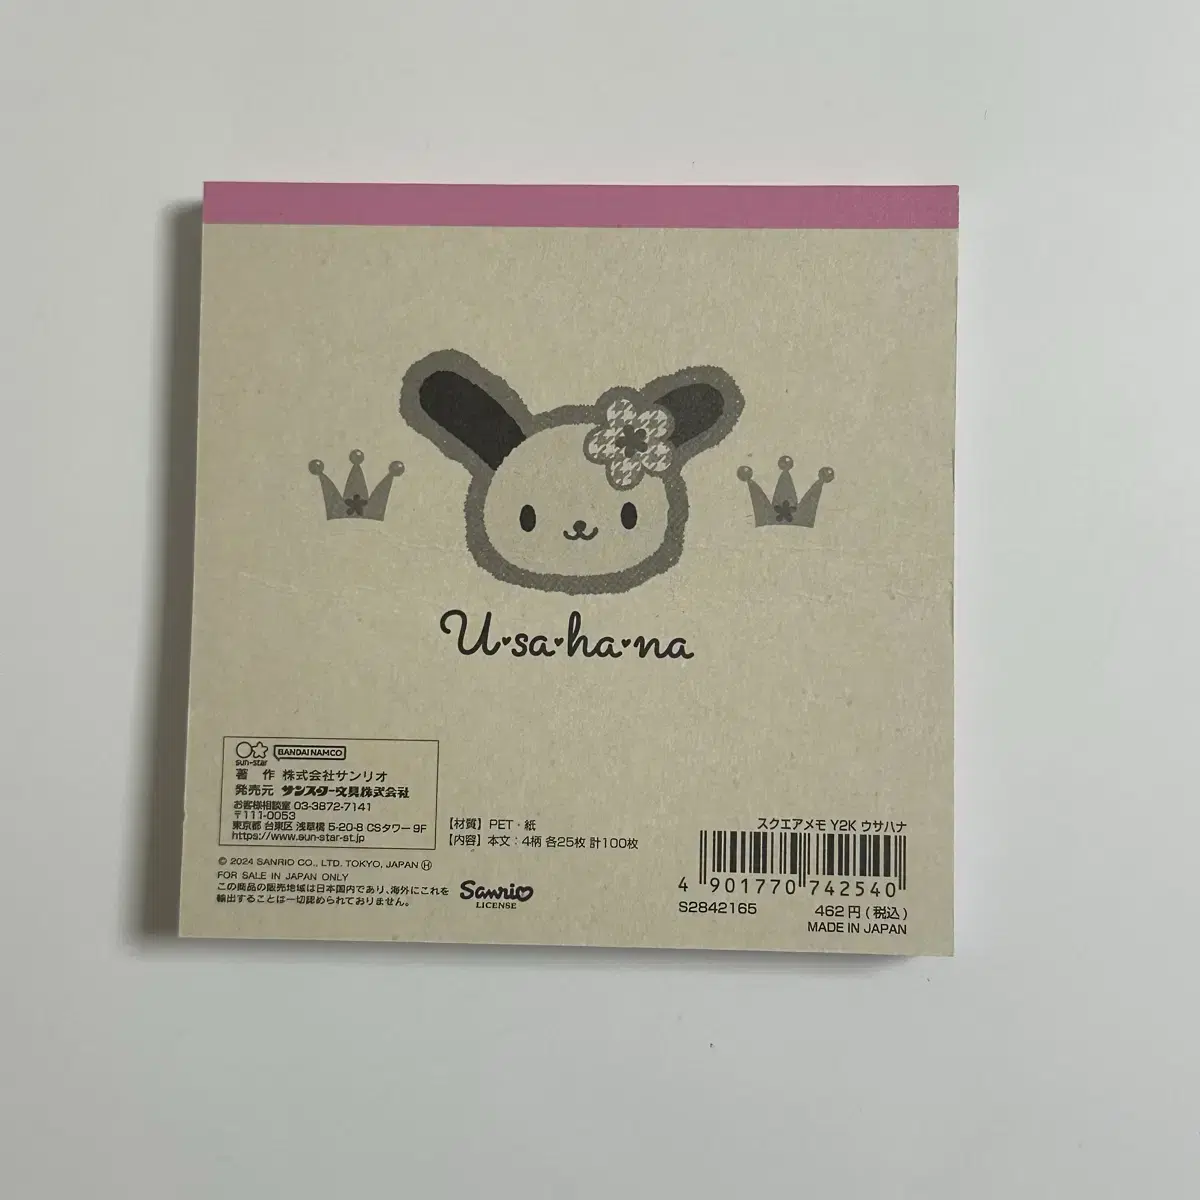 U・sa・ha・na
sun-star BANDAI NAMCO
著 作 株式会社サンリオ
発売元 サンスター文具株式会社
お客様相談室 03-3872-7141
〒111-0053
東京都 台東区 浅草橋 5-20-8 CSタワー 9F
https://www.sun-star-st.jp
© 2024 SANRIO CO., LTD. TOKYO, JAPAN Ⓗ
FOR SALE IN JAPAN ONLY
この商品の販売地域は日本国内であり、海外にこれを
輸出することは一切認められておりません。
【材質】PET・紙
【内容】本文:4柄 各25枚 計100枚
Sanrio
LICENSE
スクエアメモ Y2K ウサハナ
4 901770 742540
S2842165 462円(税込)
MADE IN JAPAN